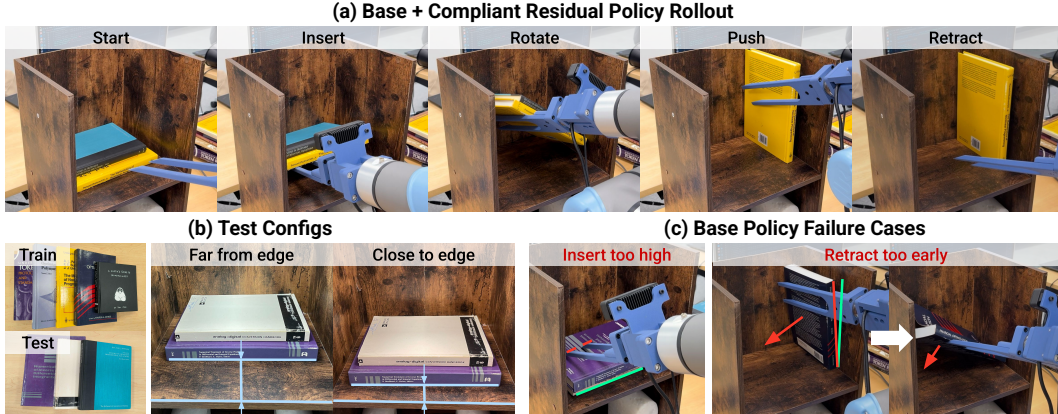 (a) Base + Compliant Residual Policy Rollout
Start
Insert
Rotate
Push
Retract
(b) Test Configs
(c) Base Policy Failure Cases
Train
Test
Far from edge
Close to edge
Insert too high
Retract too early